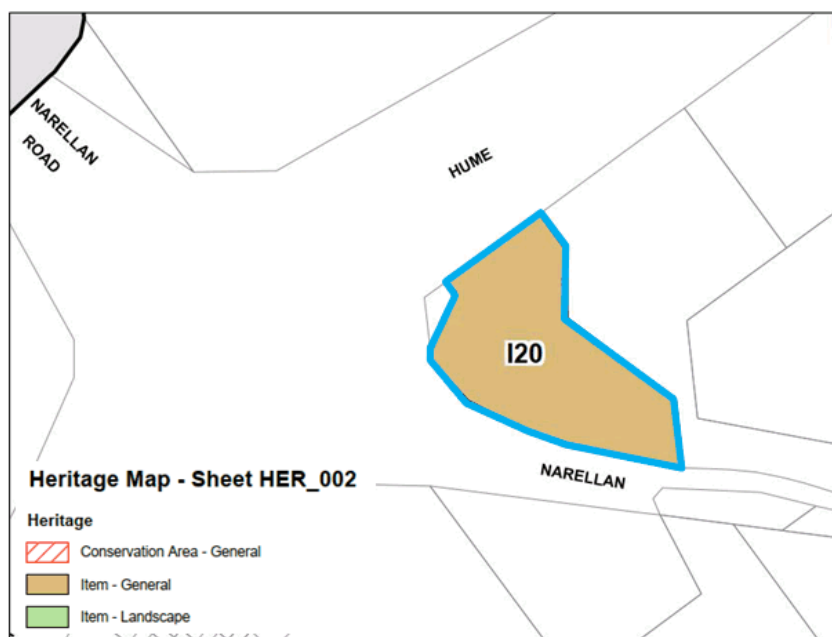 NARELLAN
ROAD
HUME
I20
NARELLAN
Heritage Map - Sheet HER_002
Heritage
Conservation Area - General
Item - General
Item - Landscape